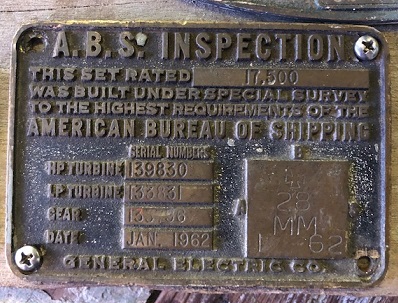 A.B.S. INSPECTION
THIS SET RATED 17,500
WAS BUILT UNDER SPECIAL SURVEY
TO THE HIGHEST REQUIREMENTS OF THE
AMERICAN BUREAU OF SHIPPING
SERIAL NUMBERS
HP TURBINE 139830
LP TURBINE 133831
GEAR
DATE JAN. 1962
B
A
28
MM
1 62
GENERAL ELECTRIC CO.